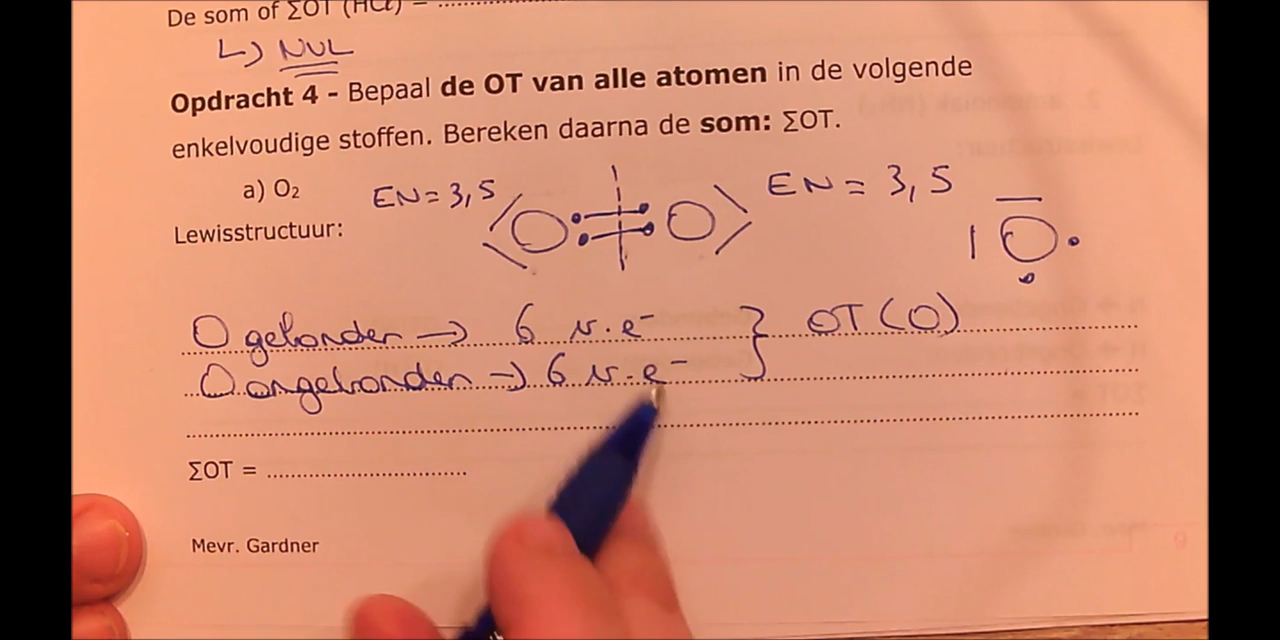 De som of ΣOT (HCl) = ..............
↳ NUL
Opdracht 4 - Bepaal de OT van alle atomen in de volgende
enkelvoudige stoffen. Bereken daarna de som: ΣOT.
a) O₂ EN = 3,5 EN = 3,5
Lewisstructuur: O O O
O gebonden → 6 v.e⁻ } OT (O)
O ongebonden → 6 v.e⁻
ΣOT = ..............................
Mevr. Gardner